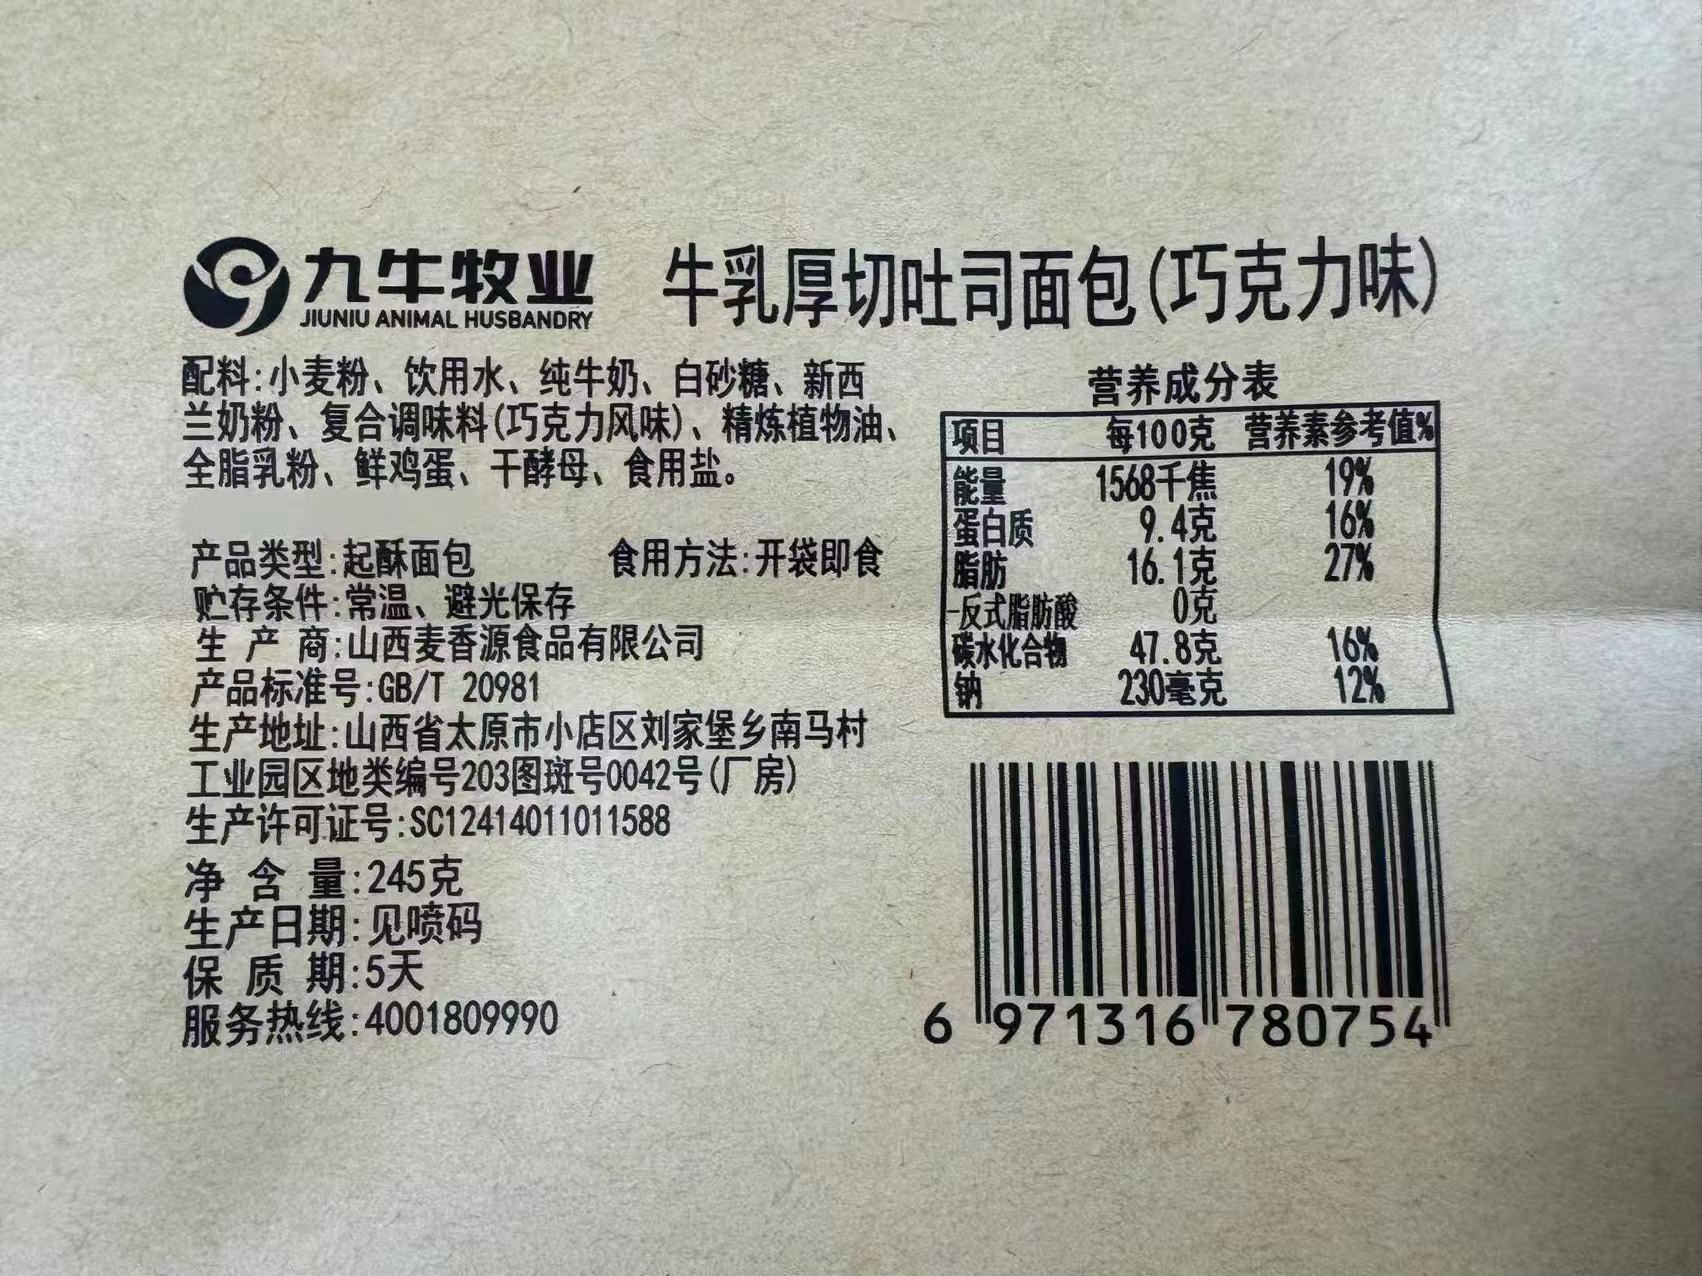 九牛牧业
JIUNIU ANIMAL HUSBANDRY
牛乳厚切吐司面包(巧克力味)
配料:小麦粉、饮用水、纯牛奶、白砂糖、新西
兰奶粉、复合调味料(巧克力风味)、精炼植物油、
全脂乳粉、鲜鸡蛋、干酵母、食用盐。
产品类型:起酥面包 食用方法:开袋即食
贮存条件:常温、避光保存
生产商:山西麦香源食品有限公司
产品标准号:GB/T 20981
生产地址:山西省太原市小店区刘家堡乡南马村
工业园区地类编号203图斑号0042号(厂房)
生产许可证号:SC12414011011588
净含量:245克
生产日期:见喷码
保质期:5天
服务热线:4001809990
营养成分表
项目 每100克 营养素参考值%
能量 1568千焦 19%
蛋白质 9.4克 16%
脂肪 16.1克 27%
-反式脂肪酸 0克
碳水化合物 47.8克 16%
钠 230毫克 12%
6 971316 780754